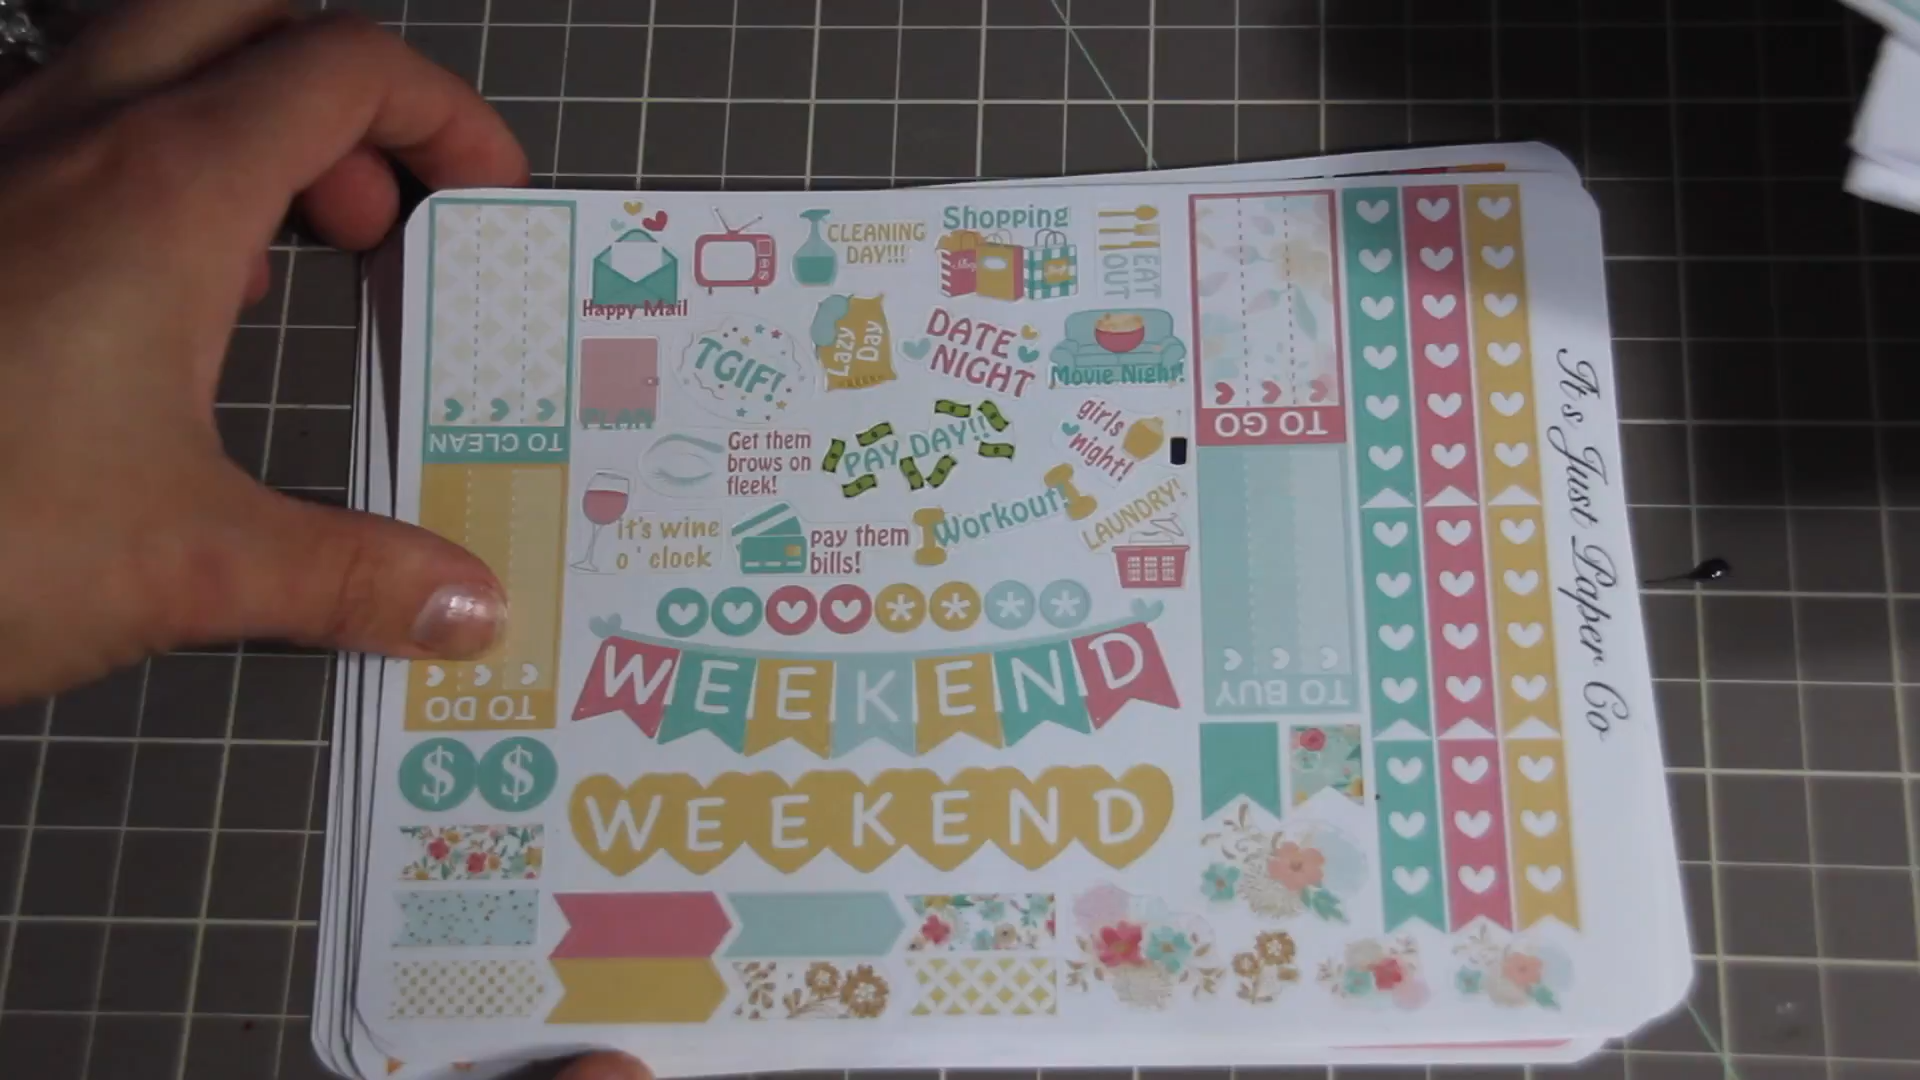 Happy Mail
CLEANING
DAY!!!
Shopping
EAT
OUT
PLAN
TGIF!
Lazy
Day
DATE
NIGHT
Movie Night!
TO CLEAN
TO GO
Get them
brows on
fleek!
PAY DAY!!
girls
night!
it's wine
o'clock
pay them
bills!
Workout!
LAUNDRY!
WEEKEND
TO DO
TO BUY
$ $
WEEKEND
It's Just Paper Co